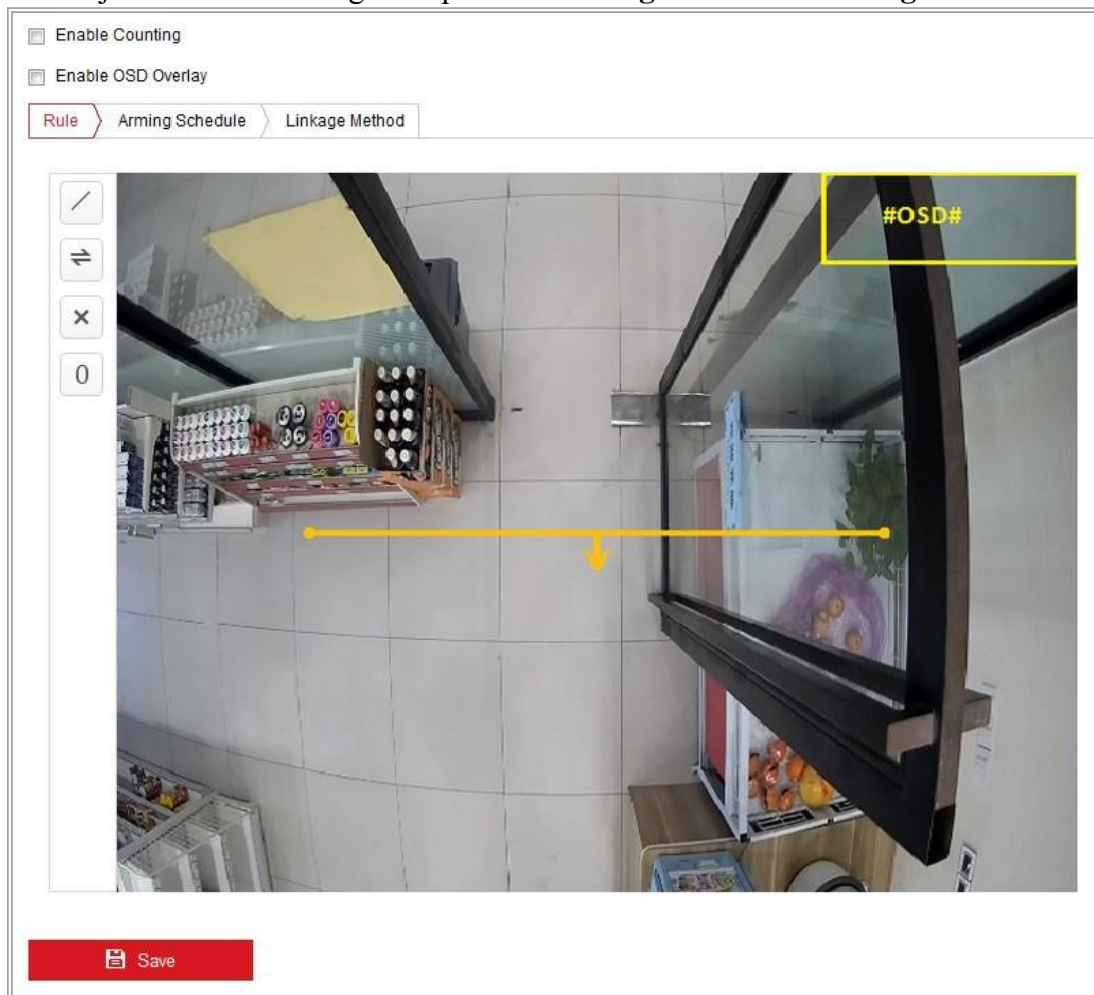 Enable Counting
Enable OSD Overlay
Rule Arming Schedule Linkage Method
#OSD#
0
Save